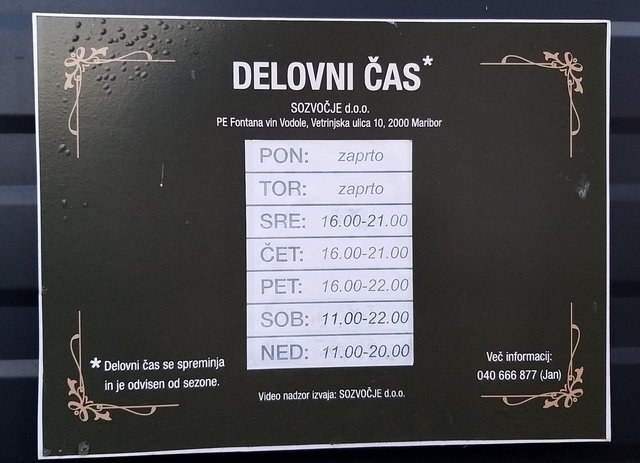 DELOVNI ČAS*
SOZVOČJE d.o.o.
PE Fontana vin Vodole, Vetrinjska ulica 10, 2000 Maribor
PON: zaprto
TOR: zaprto
SRE: 16.00-21.00
ČET: 16.00-21.00
PET: 16.00-22.00
SOB: 11.00-22.00
NED: 11.00-20.00
* Delovni čas se spreminja
in je odvisen od sezone.
Video nadzor izvaja: SOZVOČJE d.o.o.
Več informacij:
040 666 877 (Jan)